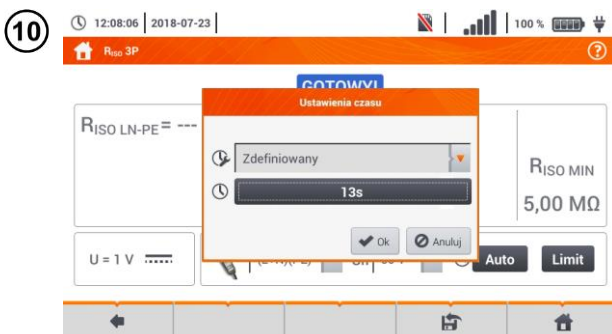 10
12:08:06 2018-07-23 100 %
RISO 3P
GOTOWY!
Ustawienia czasu
RISO LN-PE= ---
Zdefiniowany
13s
RISO MIN
5,00 MΩ
Ok Anuluj
U = 1 V Auto Limit